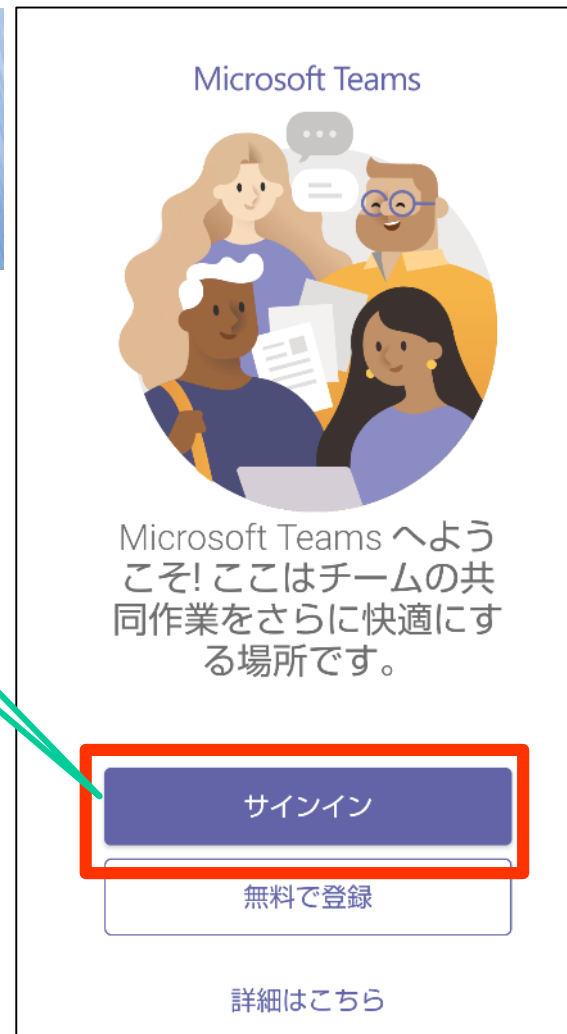 Microsoft Teams
Microsoft Teams へよう
こそ! ここはチームの共
同作業をさらに快適にす
る場所です。
サインイン
無料で登録
詳細はこちら